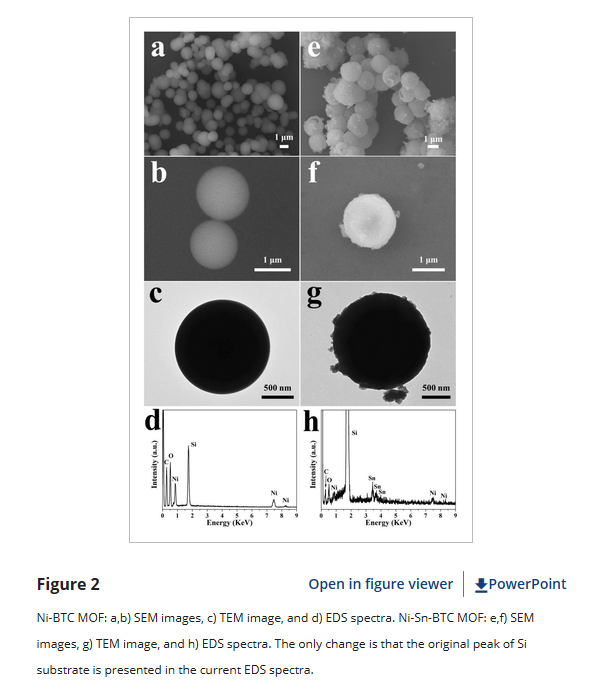 a
e
1 µm
1 µm
b
f
1 µm
1 µm
c
g
500 nm
500 nm
d
h
Intensity (a.u.)
C
O
Ni
Si
Ni
Ni
0 1 2 3 4 5 6 7 8 9
Energy (KeV)
Intensity (a.u.)
C
O
Ni
Si
Sn
Sn
Sn
Ni
Ni
0 1 2 3 4 5 6 7 8 9
Energy (KeV)
Figure 2
Open in figure viewer
PowerPoint
Ni-BTC MOF: a,b) SEM images, c) TEM image, and d) EDS spectra. Ni-Sn-BTC MOF: e,f) SEM
images, g) TEM image, and h) EDS spectra. The only change is that the original peak of Si
substrate is presented in the current EDS spectra.